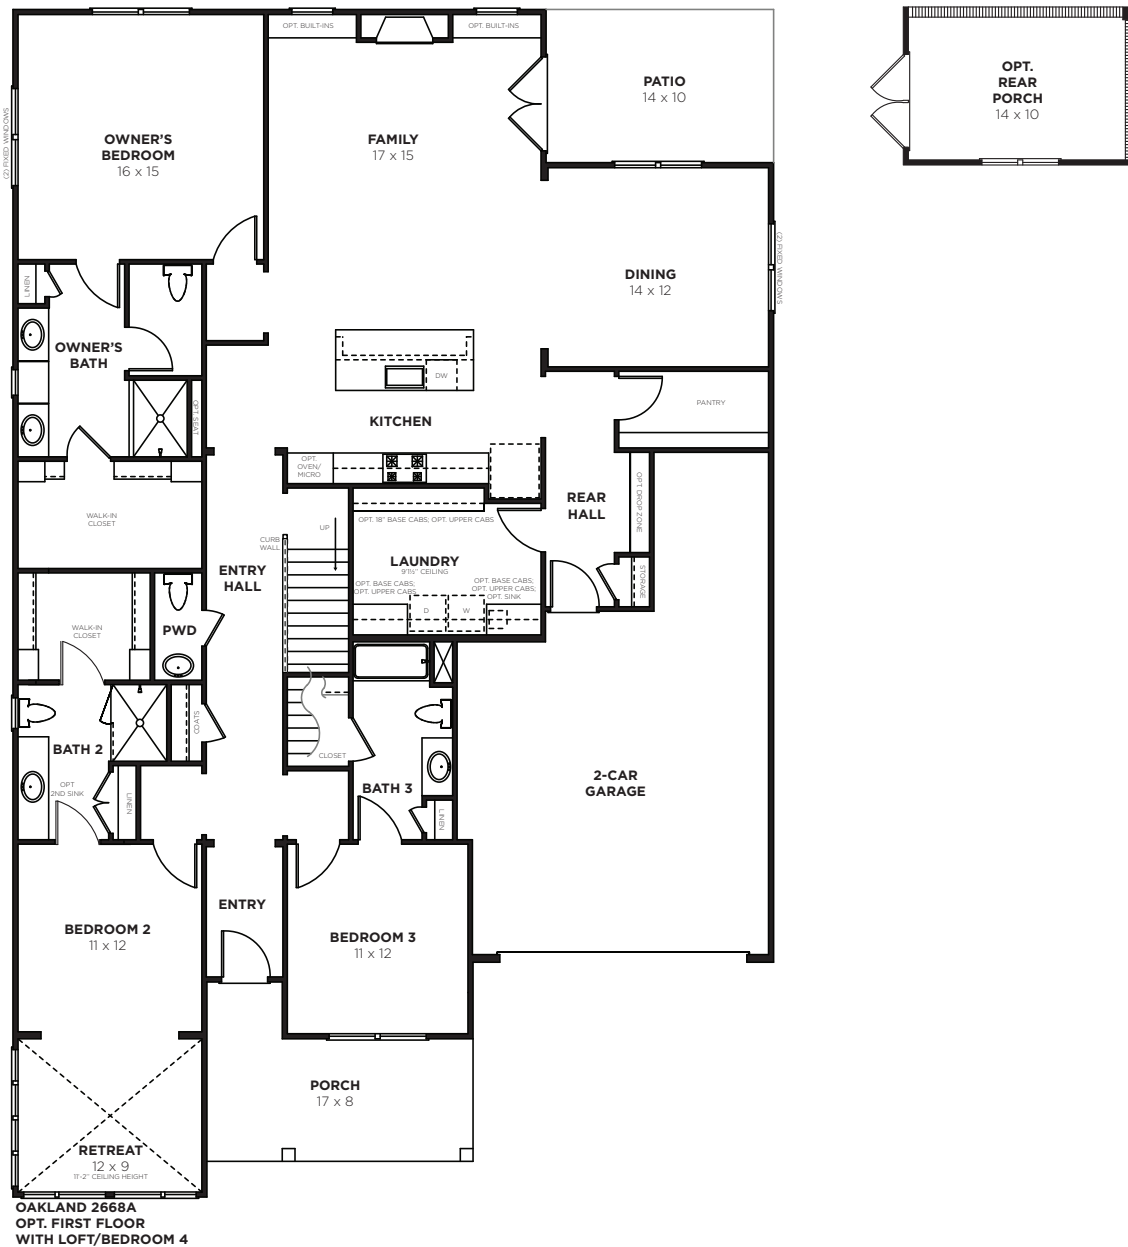 OPT. BUILT-INS
OPT. BUILT-INS
OWNER'S
BEDROOM
16 x 15
(2) FIXED WINDOWS
FAMILY
17 x 15
PATIO
14 x 10
OPT.
REAR
PORCH
14 x 10
DINING
14 x 12
(2) FIXED WINDOWS
LINEN
OWNER'S
BATH
OPT. SEAT
DW
KITCHEN
PANTRY
OPT.
OVEN/
MICRO
WALK-IN
CLOSET
REAR
HALL
OPT DROP ZONE
STORAGE
UP
CURB
WALL
ENTRY
HALL
OPT. 18" BASE CABS; OPT. UPPER CABS
LAUNDRY
9'1½" CEILING
OPT. BASE CABS;
OPT. UPPER CABS
OPT. BASE CABS;
OPT. UPPER CABS;
OPT. SINK
D
W
WALK-IN
CLOSET
PWD
COATS
BATH 2
OPT
2ND SINK
LINEN
CLOSET
BATH 3
LINEN
2-CAR
GARAGE
ENTRY
BEDROOM 2
11 x 12
BEDROOM 3
11 x 12
PORCH
17 x 8
RETREAT
12 x 9
11'-2" CEILING HEIGHT
OAKLAND 2668A
OPT. FIRST FLOOR
WITH LOFT/BEDROOM 4